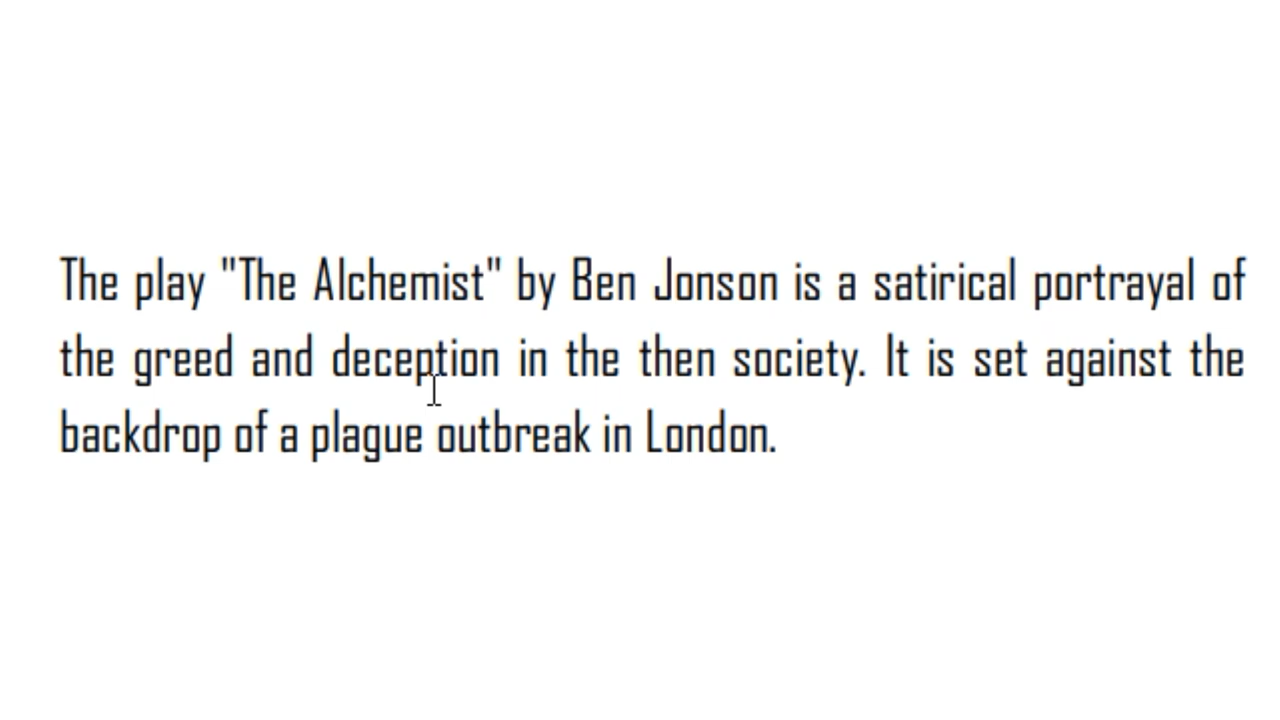 The play "The Alchemist" by Ben Jonson is a satirical portrayal of
the greed and deception in the then society. It is set against the
backdrop of a plague outbreak in London.